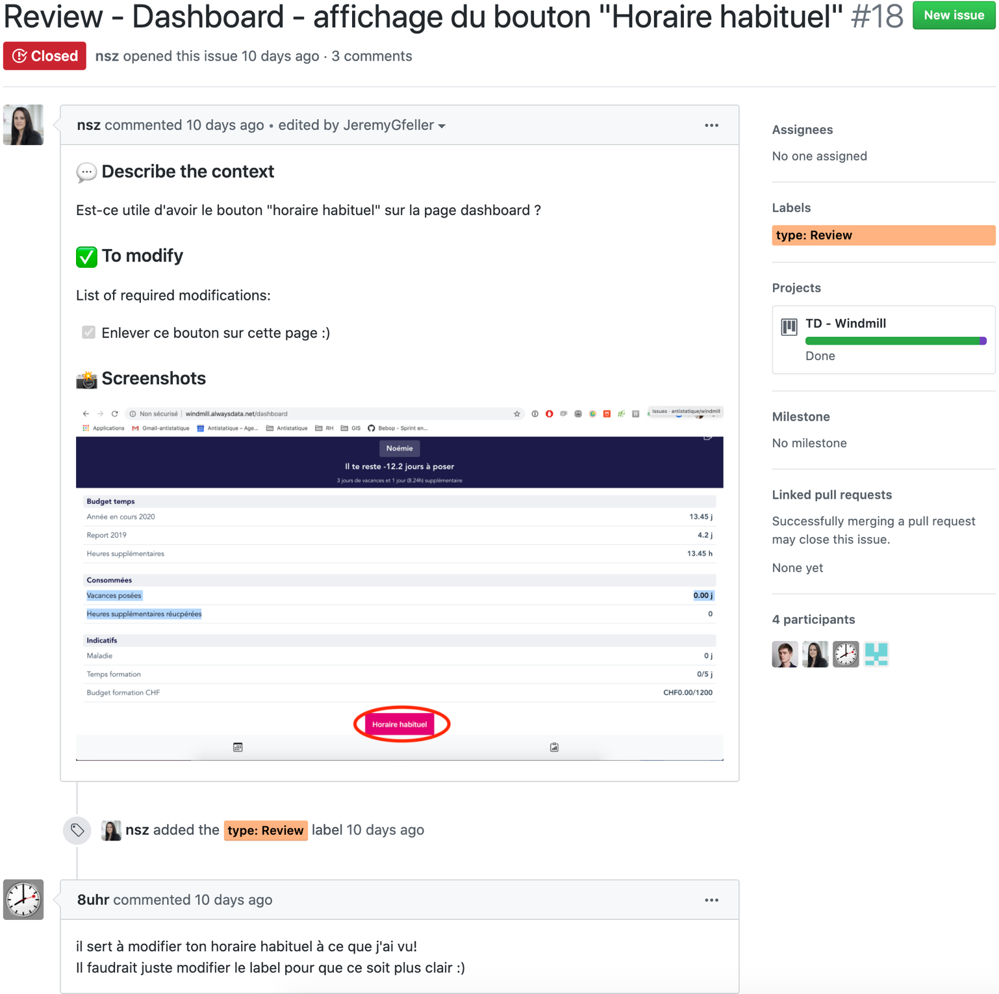 Review - Dashboard - affichage du bouton "Horaire habituel" #18
New issue
Closed
nsz opened this issue 10 days ago · 3 comments
nsz commented 10 days ago • edited by JeremyGfeller
Describe the context
Est-ce utile d'avoir le bouton "horaire habituel" sur la page dashboard ?
To modify
List of required modifications:
Enlever ce bouton sur cette page :)
Screenshots
Non sécurisé | windmill.alwaysdata.net/dashboard
Issues · antistatique/windmill
Applications Gmail-antistatique Antistatique – Age... Antistatique RH GIS Bebop - Sprint en...
Noémie
Il te reste -12.2 jours à poser
3 jours de vacances et 1 jour (8.24h) supplémentaire
Budget temps
Année en cours 2020 13.45 j
Report 2019 4.2 j
Heures supplémentaires 13.45 h
Consommées
Vacances posées 0.00 j
Heures supplémentaires réucpérées 0
Indicatifs
Maladie 0 j
Temps formation 0/5 j
Budget formation CHF CHF0.00/1200
Horaire habituel
nsz added the type: Review label 10 days ago
8uhr commented 10 days ago
il sert à modifier ton horaire habituel à ce que j'ai vu!
Il faudrait juste modifier le label pour que ce soit plus clair :)
Assignees
No one assigned
Labels
type: Review
Projects
TD - Windmill
Done
Milestone
No milestone
Linked pull requests
Successfully merging a pull request
may close this issue.
None yet
4 participants